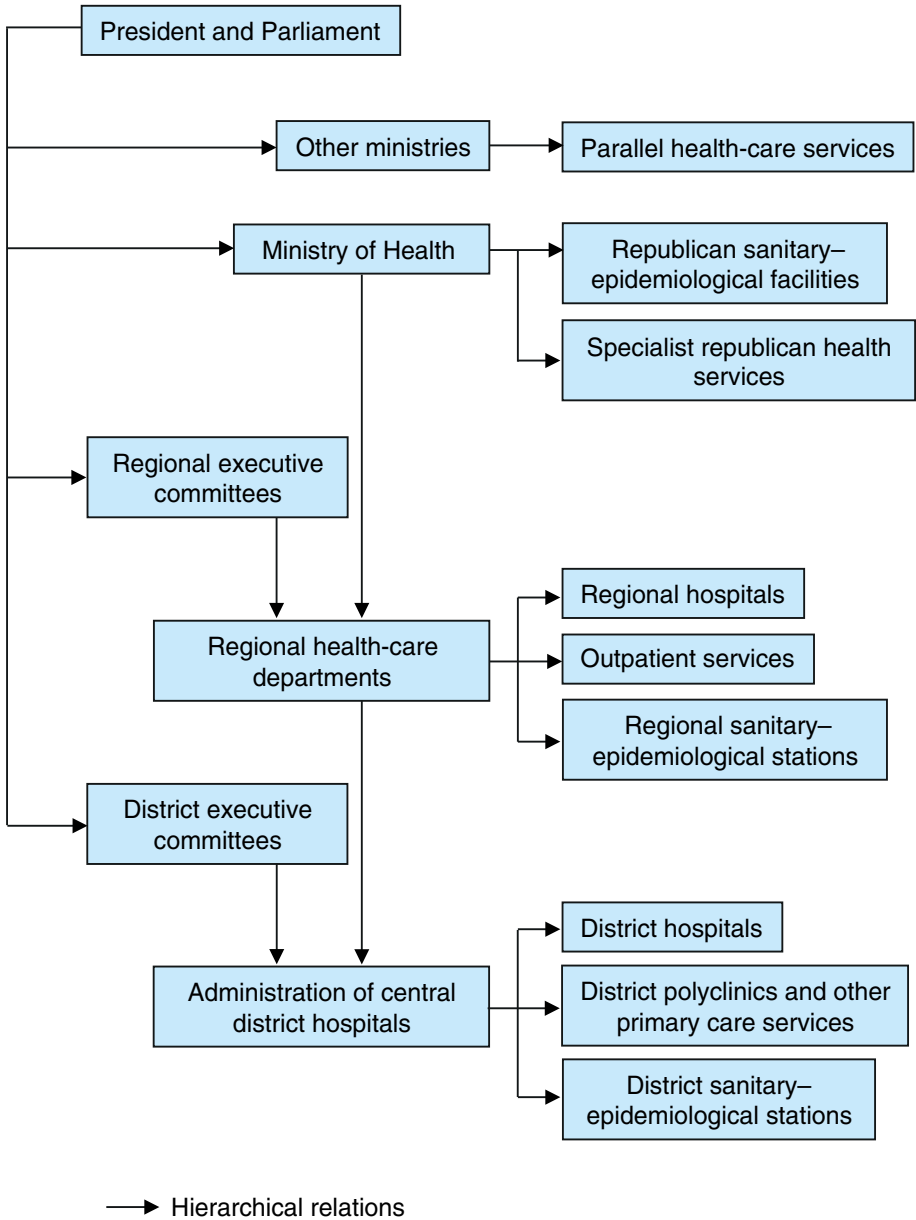 President and Parliament
Other ministries
Parallel health-care services
Ministry of Health
Republican sanitary–
epidemiological facilities
Specialist republican health
services
Regional executive
committees
Regional health-care
departments
Regional hospitals
Outpatient services
Regional sanitary–
epidemiological stations
District executive
committees
Administration of central
district hospitals
District hospitals
District polyclinics and other
primary care services
District sanitary–
epidemiological stations
Hierarchical relations